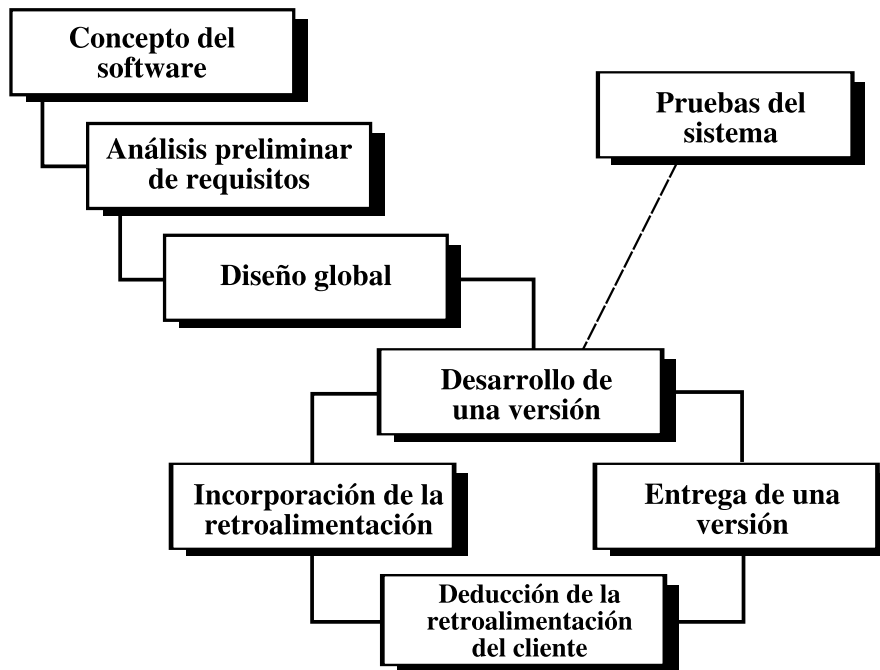 Concepto del
software
Pruebas del
sistema
Análisis preliminar
de requisitos
Diseño global
Desarrollo de
una versión
Incorporación de la
retroalimentación
Entrega de una
versión
Deducción de la
retroalimentación
del cliente